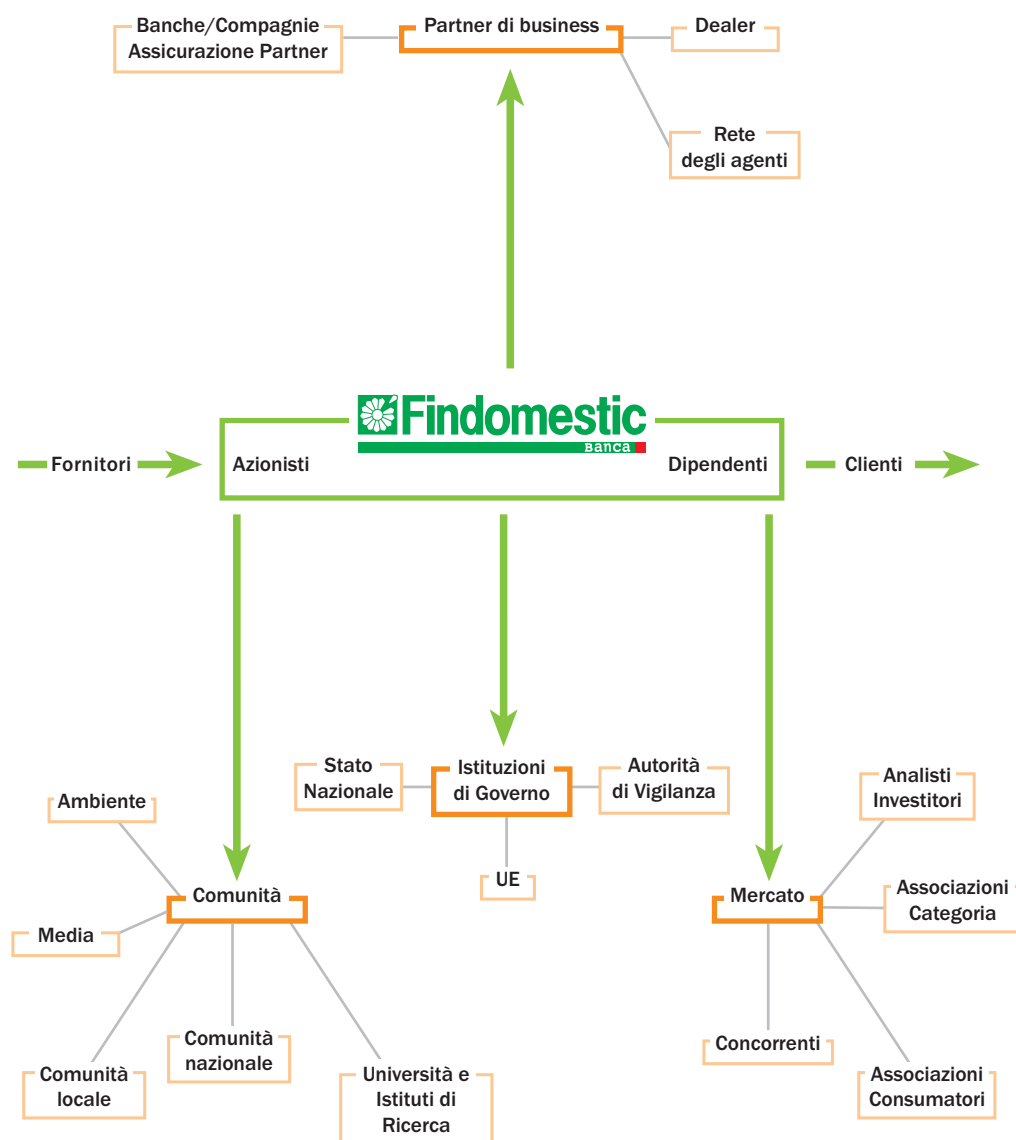 Banche/Compagnie
Assicurazione Partner
Partner di business
Dealer
Rete
degli agenti
Findomestic
Banca
Fornitori
Azionisti
Dipendenti
Clienti
Stato
Nazionale
Istituzioni
di Governo
Autorità
di Vigilanza
UE
Analisti
Investitori
Ambiente
Comunità
Mercato
Associazioni
Categoria
Media
Comunità
nazionale
Concorrenti
Comunità
locale
Università e
Istituti di
Ricerca
Associazioni
Consumatori